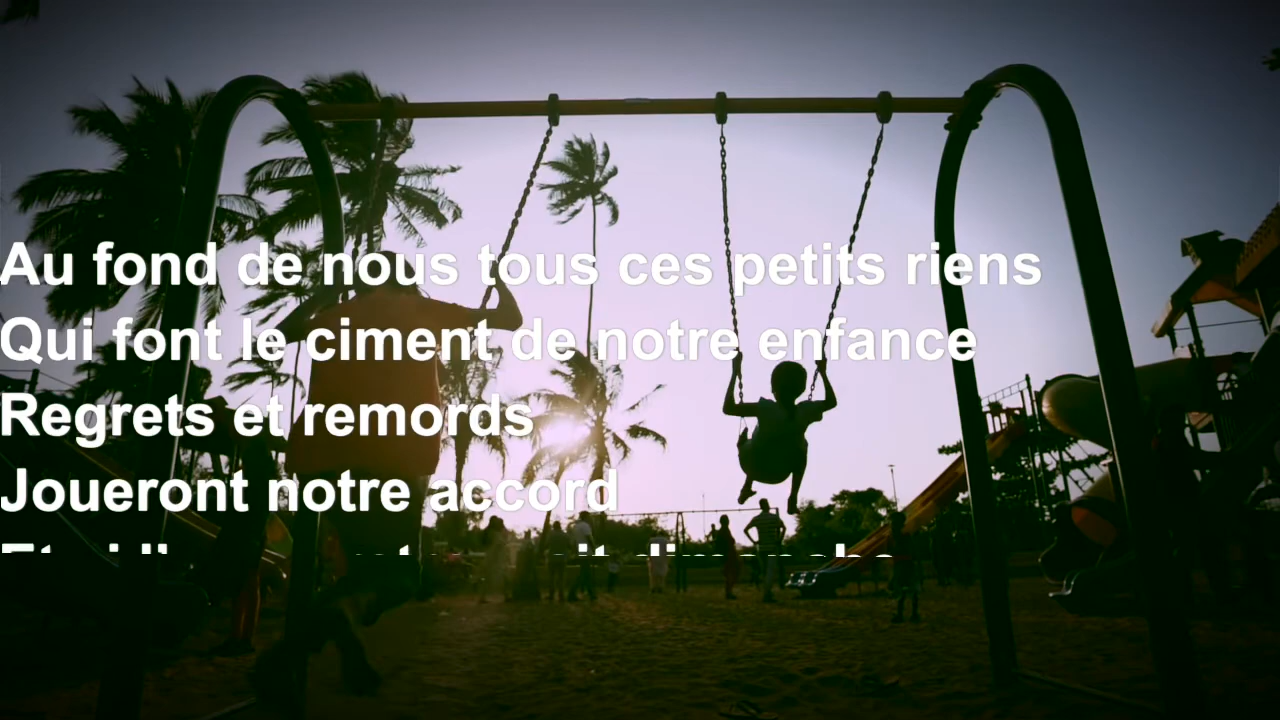 Au fond de nous tous ces petits riens
Qui font le ciment de notre enfance
Regrets et remords
Joueront notre accord
dimanche